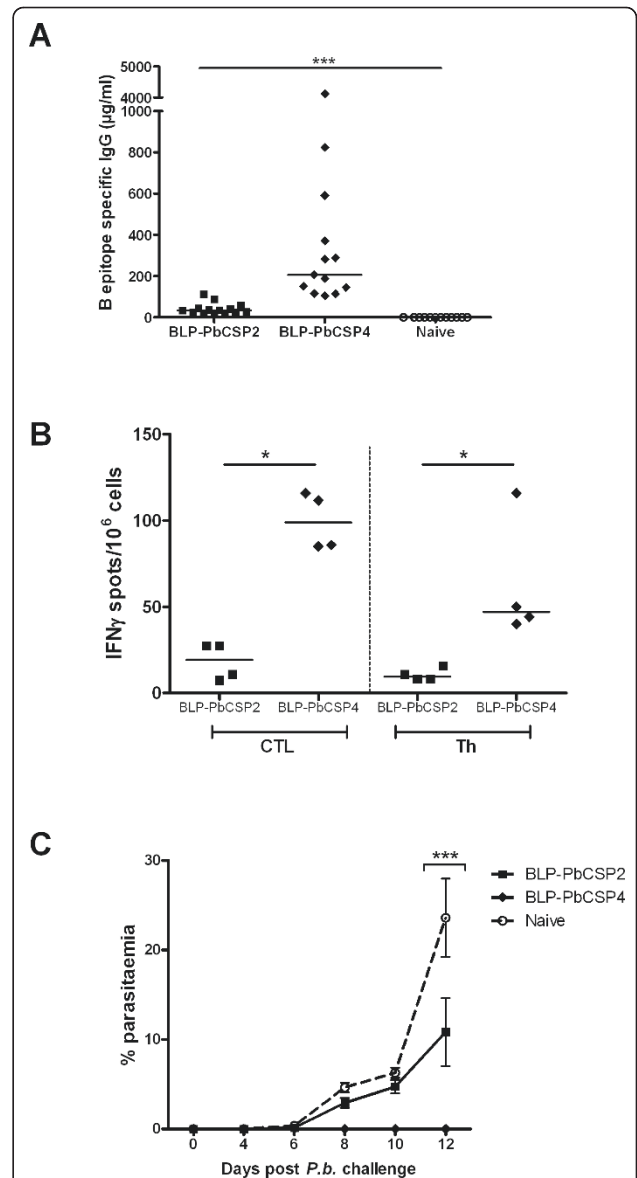 A
***
B epitope specific IgG (µg/ml)
5000
4000
1000
800
600
400
200
0
BLP-PbCSP2 BLP-PbCSP4 Naive
B
IFNγ spots/10⁶ cells
150
100
50
0
* *
BLP-PbCSP2 BLP-PbCSP4 BLP-PbCSP2 BLP-PbCSP4
CTL Th
C
% parasitaemia
30
20
10
0
***
BLP-PbCSP2
BLP-PbCSP4
Naive
0 4 6 8 10 12
Days post P.b. challenge